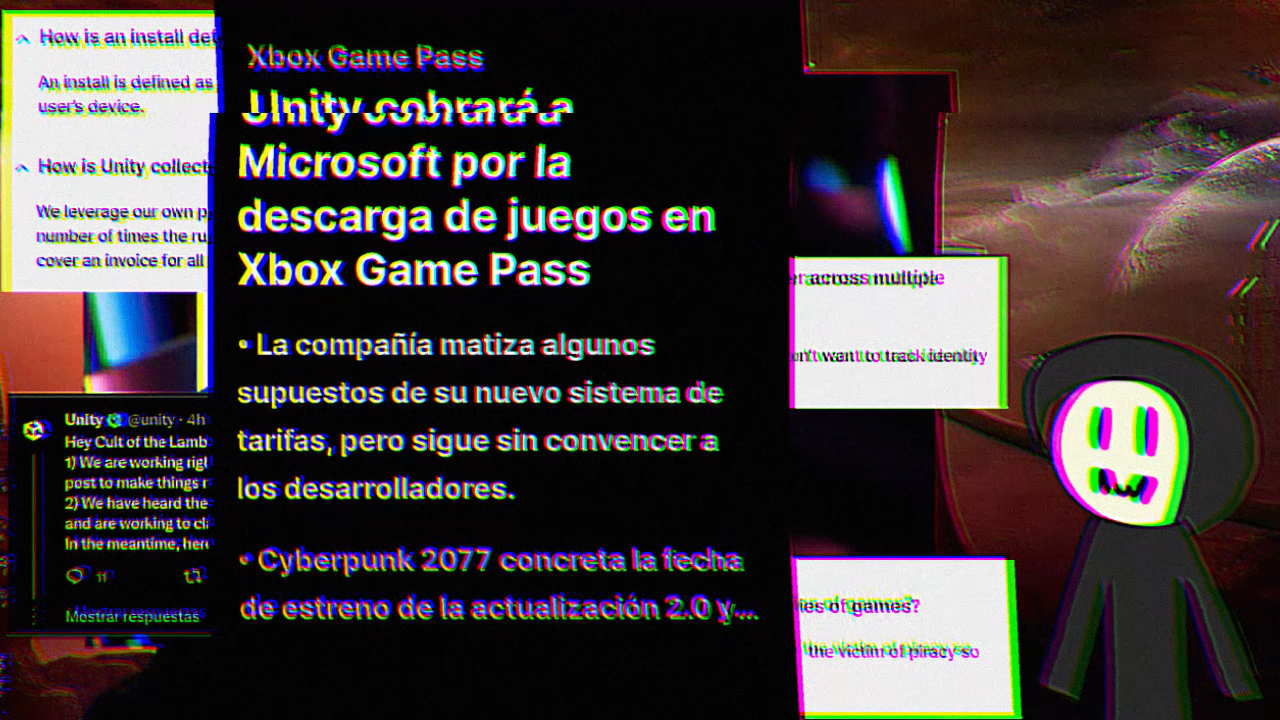 How is an install def
An install is defined as
user's device.
How is Unity collect
We leverage our own p
number of times the ru
cover an invoice for all
Xbox Game Pass
Unity cobrará a
Microsoft por la
descarga de juegos en
Xbox Game Pass
• La compañía matiza algunos
supuestos de su nuevo sistema de
tarifas, pero sigue sin convencer a
los desarrolladores.
• Cyberpunk 2077 concreta la fecha
de estreno de la actualización 2.0 y...
Unity @unity · 4h
Hey Cult of the Lamb
1) We are working righ
post to make things
2) We have heard the
and are working to cl
In the meantime, here
11
Mostrar respuestas
across multiple
n't want to track identity
ies of games?
the victim of piracy so